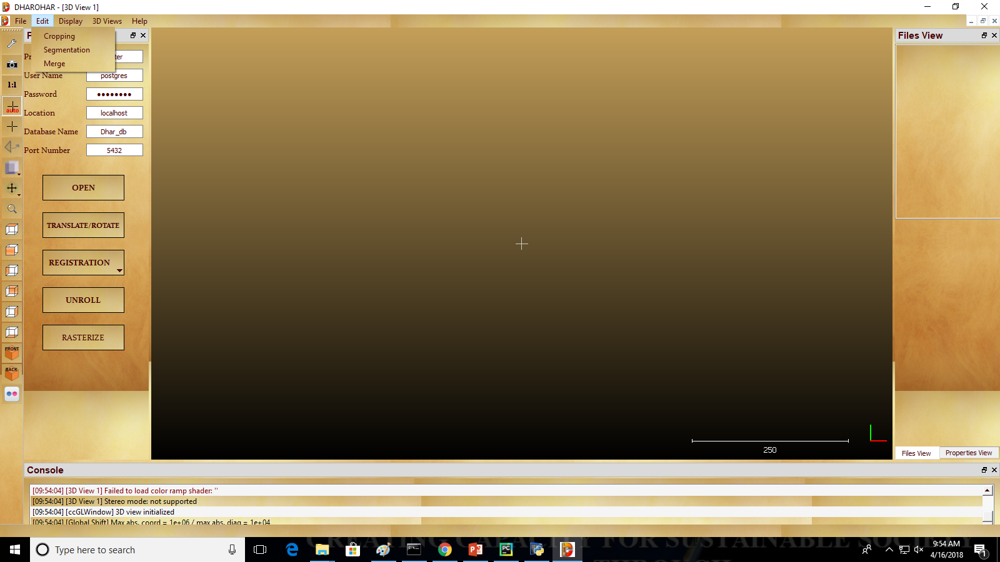 DHAROHAR - [3D View 1]
File Edit Display 3D Views Help
Cropping
Segmentation
Merge
User Name postgres
Password ●●●●●●●●
Location localhost
Database Name Dhar_db
Port Number 5432
OPEN
TRANSLATE/ROTATE
REGISTRATION
UNROLL
RASTERIZE
1:1
auto
FRONT
BACK
250
Files View
Files View Properties View
Console
[09:54:04] [3D View 1] Failed to load color ramp shader: ''
[09:54:04] [3D View 1] Stereo mode: not supported
[09:54:04] [ccGLWindow] 3D view initialized
[09:54:04] [Global Shift] Max abs. coord = 1e+06 / max abs. diag = 1e+04
CREATING CAPACITY FOR SUSTAINABLE SOCIETY
THROUGH
Type here to search
9:54 AM
4/16/2018
1